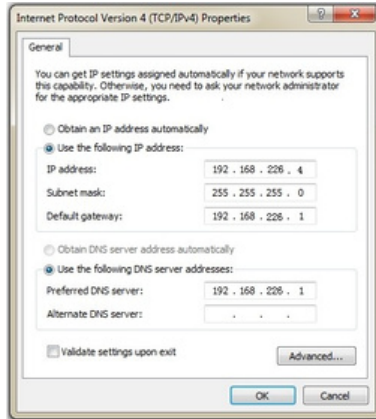 Internet Protocol Version 4 (TCP/IPv4) Properties
General
You can get IP settings assigned automatically if your network supports
this capability. Otherwise, you need to ask your network administrator
for the appropriate IP settings.
Obtain an IP address automatically
Use the following IP address:
IP address: 192 . 168 . 226 . 4
Subnet mask: 255 . 255 . 255 . 0
Default gateway: 192 . 168 . 226 . 1
Obtain DNS server address automatically
Use the following DNS server addresses:
Preferred DNS server: 192 . 168 . 226 . 1
Alternate DNS server: . . .
Validate settings upon exit
Advanced...
OK Cancel